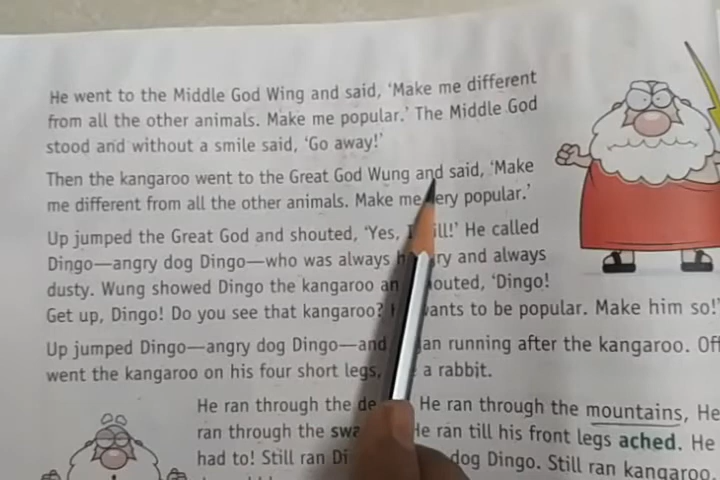 He went to the Middle God Wing and said, ‘Make me different
from all the other animals. Make me popular.’ The Middle God
stood and without a smile said, ‘Go away!’
Then the kangaroo went to the Great God Wung and said, ‘Make
me different from all the other animals. Make me very popular.’
Up jumped the Great God and shouted, ‘Yes, I will!’ He called
Dingo—angry dog Dingo—who was always hungry and always
dusty. Wung showed Dingo the kangaroo and shouted, ‘Dingo!
Get up, Dingo! Do you see that kangaroo? He wants to be popular. Make him so!’
Up jumped Dingo—angry dog Dingo—and began running after the kangaroo. Off
went the kangaroo on his four short legs, a rabbit.
He ran through the He ran through the mountains, He
ran through the He ran till his front legs ached. He
had to! Still ran dog Dingo. Still ran kangaroo.